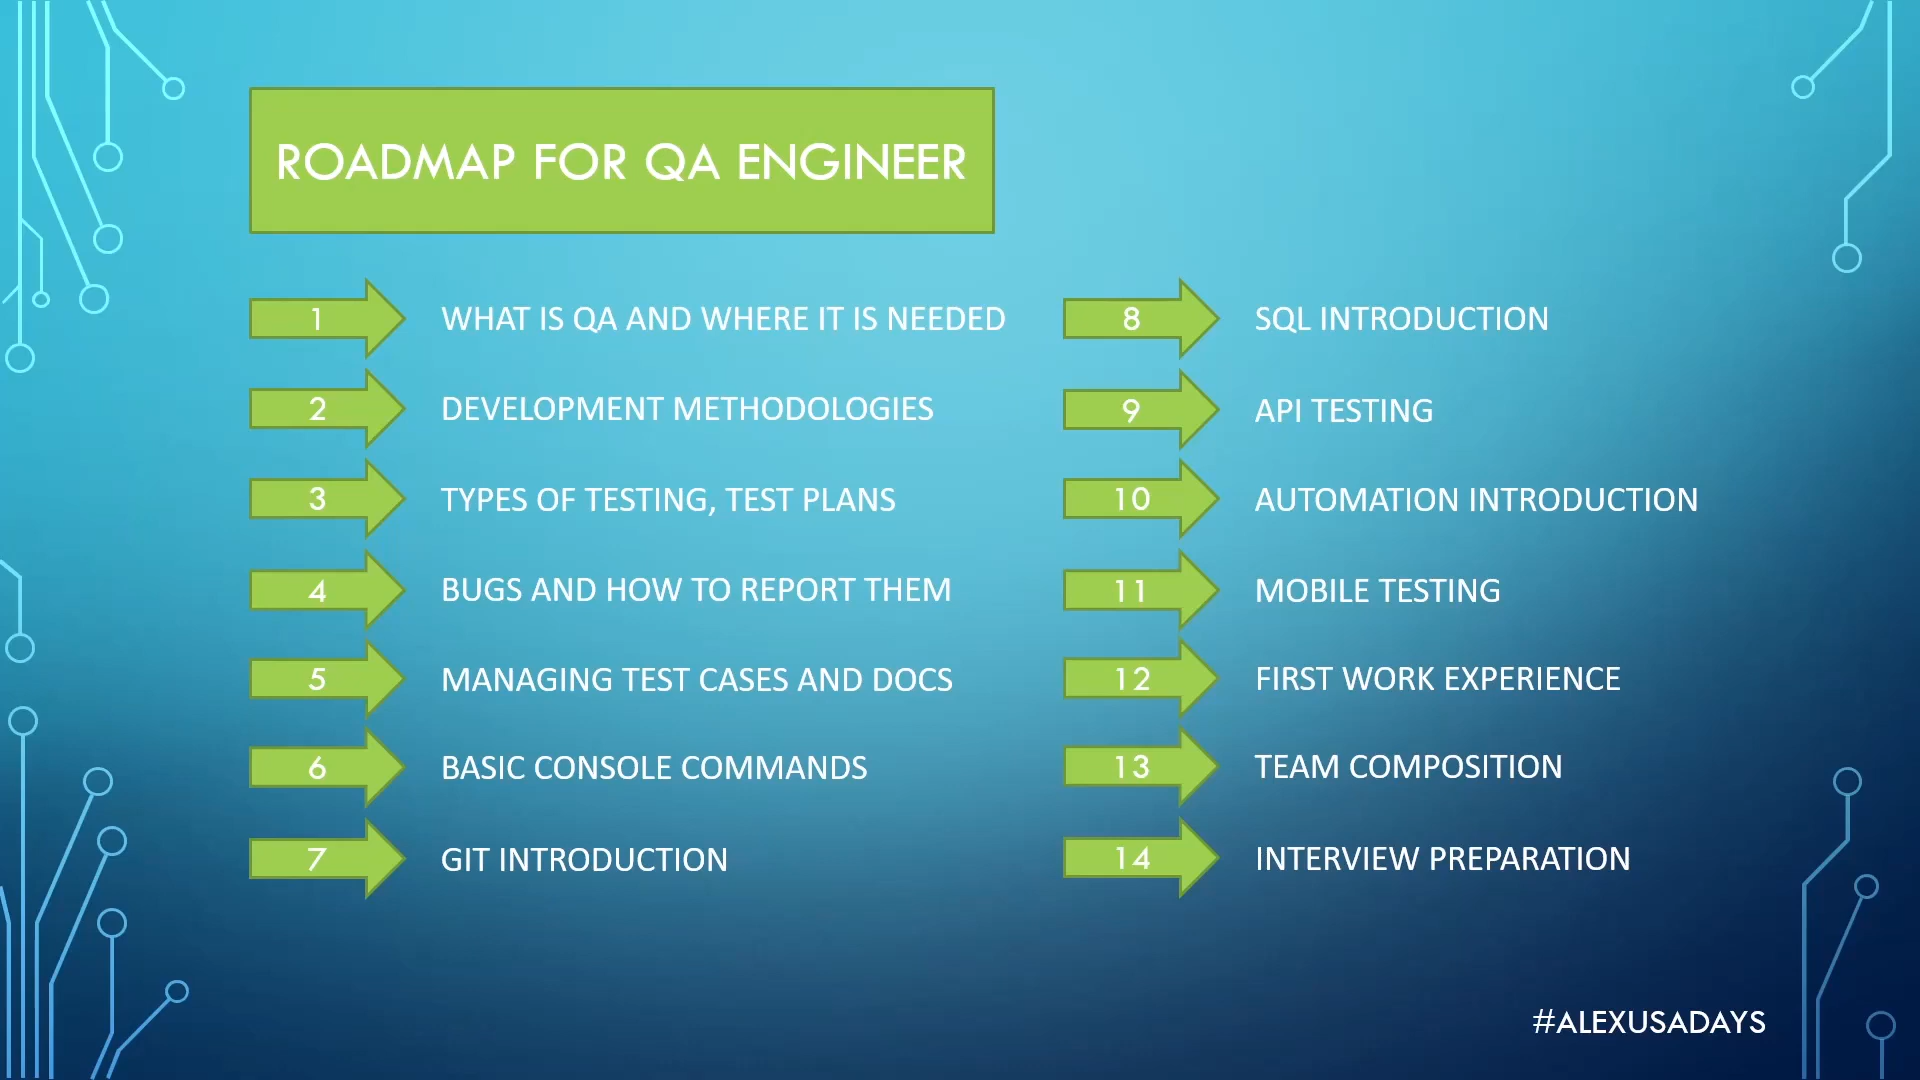 ROADMAP FOR QA ENGINEER
1 WHAT IS QA AND WHERE IT IS NEEDED
2 DEVELOPMENT METHODOLOGIES
3 TYPES OF TESTING, TEST PLANS
4 BUGS AND HOW TO REPORT THEM
5 MANAGING TEST CASES AND DOCS
6 BASIC CONSOLE COMMANDS
7 GIT INTRODUCTION
8 SQL INTRODUCTION
9 API TESTING
10 AUTOMATION INTRODUCTION
11 MOBILE TESTING
12 FIRST WORK EXPERIENCE
13 TEAM COMPOSITION
14 INTERVIEW PREPARATION
#ALEXUSADAYS